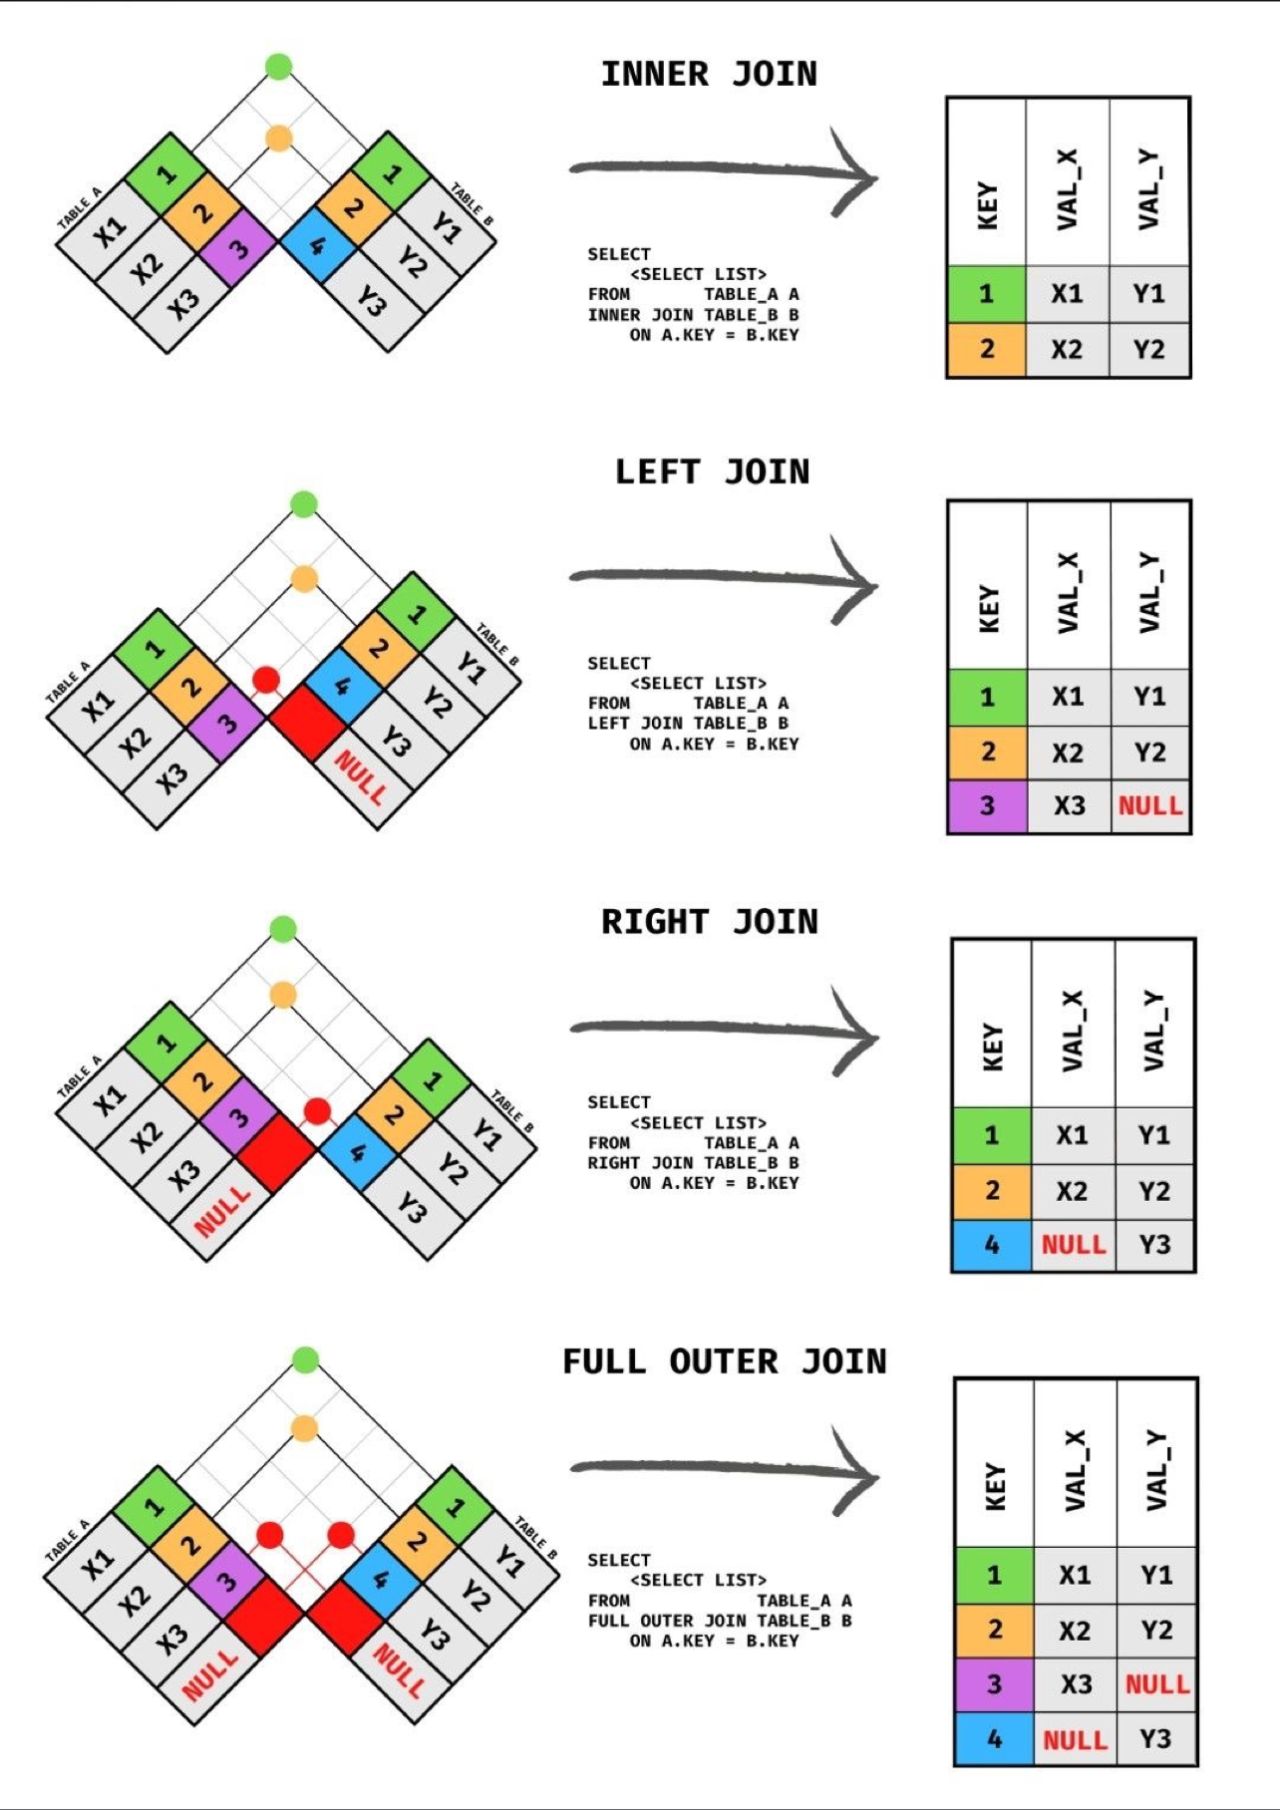 INNER JOIN
TABLE A
1
2
3
X1
X2
X3
TABLE B
1
2
4
Y1
Y2
Y3
SELECT
<SELECT LIST>
FROM TABLE_A A
INNER JOIN TABLE_B B
ON A.KEY = B.KEY
KEY VAL_X VAL_Y
1 X1 Y1
2 X2 Y2
LEFT JOIN
TABLE A
1
2
3
X1
X2
X3
TABLE B
1
2
4
Y1
Y2
Y3
NULL
SELECT
<SELECT LIST>
FROM TABLE_A A
LEFT JOIN TABLE_B B
ON A.KEY = B.KEY
KEY VAL_X VAL_Y
1 X1 Y1
2 X2 Y2
3 X3 NULL
RIGHT JOIN
TABLE A
1
2
3
X1
X2
X3
NULL
TABLE B
1
2
4
Y1
Y2
Y3
SELECT
<SELECT LIST>
FROM TABLE_A A
RIGHT JOIN TABLE_B B
ON A.KEY = B.KEY
KEY VAL_X VAL_Y
1 X1 Y1
2 X2 Y2
4 NULL Y3
FULL OUTER JOIN
TABLE A
1
2
3
X1
X2
X3
NULL
TABLE B
1
2
4
Y1
Y2
Y3
NULL
SELECT
<SELECT LIST>
FROM TABLE_A A
FULL OUTER JOIN TABLE_B B
ON A.KEY = B.KEY
KEY VAL_X VAL_Y
1 X1 Y1
2 X2 Y2
3 X3 NULL
4 NULL Y3